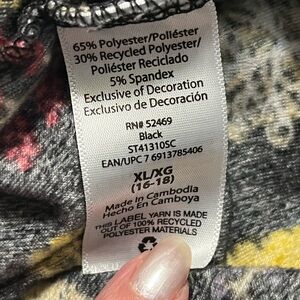 65% Polyester/Poliéster
30% Recycled Polyester/
Poliéster Reciclado
5% Spandex
Exclusive of Decoration
Exclusivo de Decoración
RN# 52469
Black
ST41310SC
EAN/UPC 7 6913785406
XL/XG
(16-18)
Made in Cambodia
Hecho En Camboya
THIS LABEL YARN IS MADE
OUT OF 100% RECYCLED
POLYESTER MATERIALS